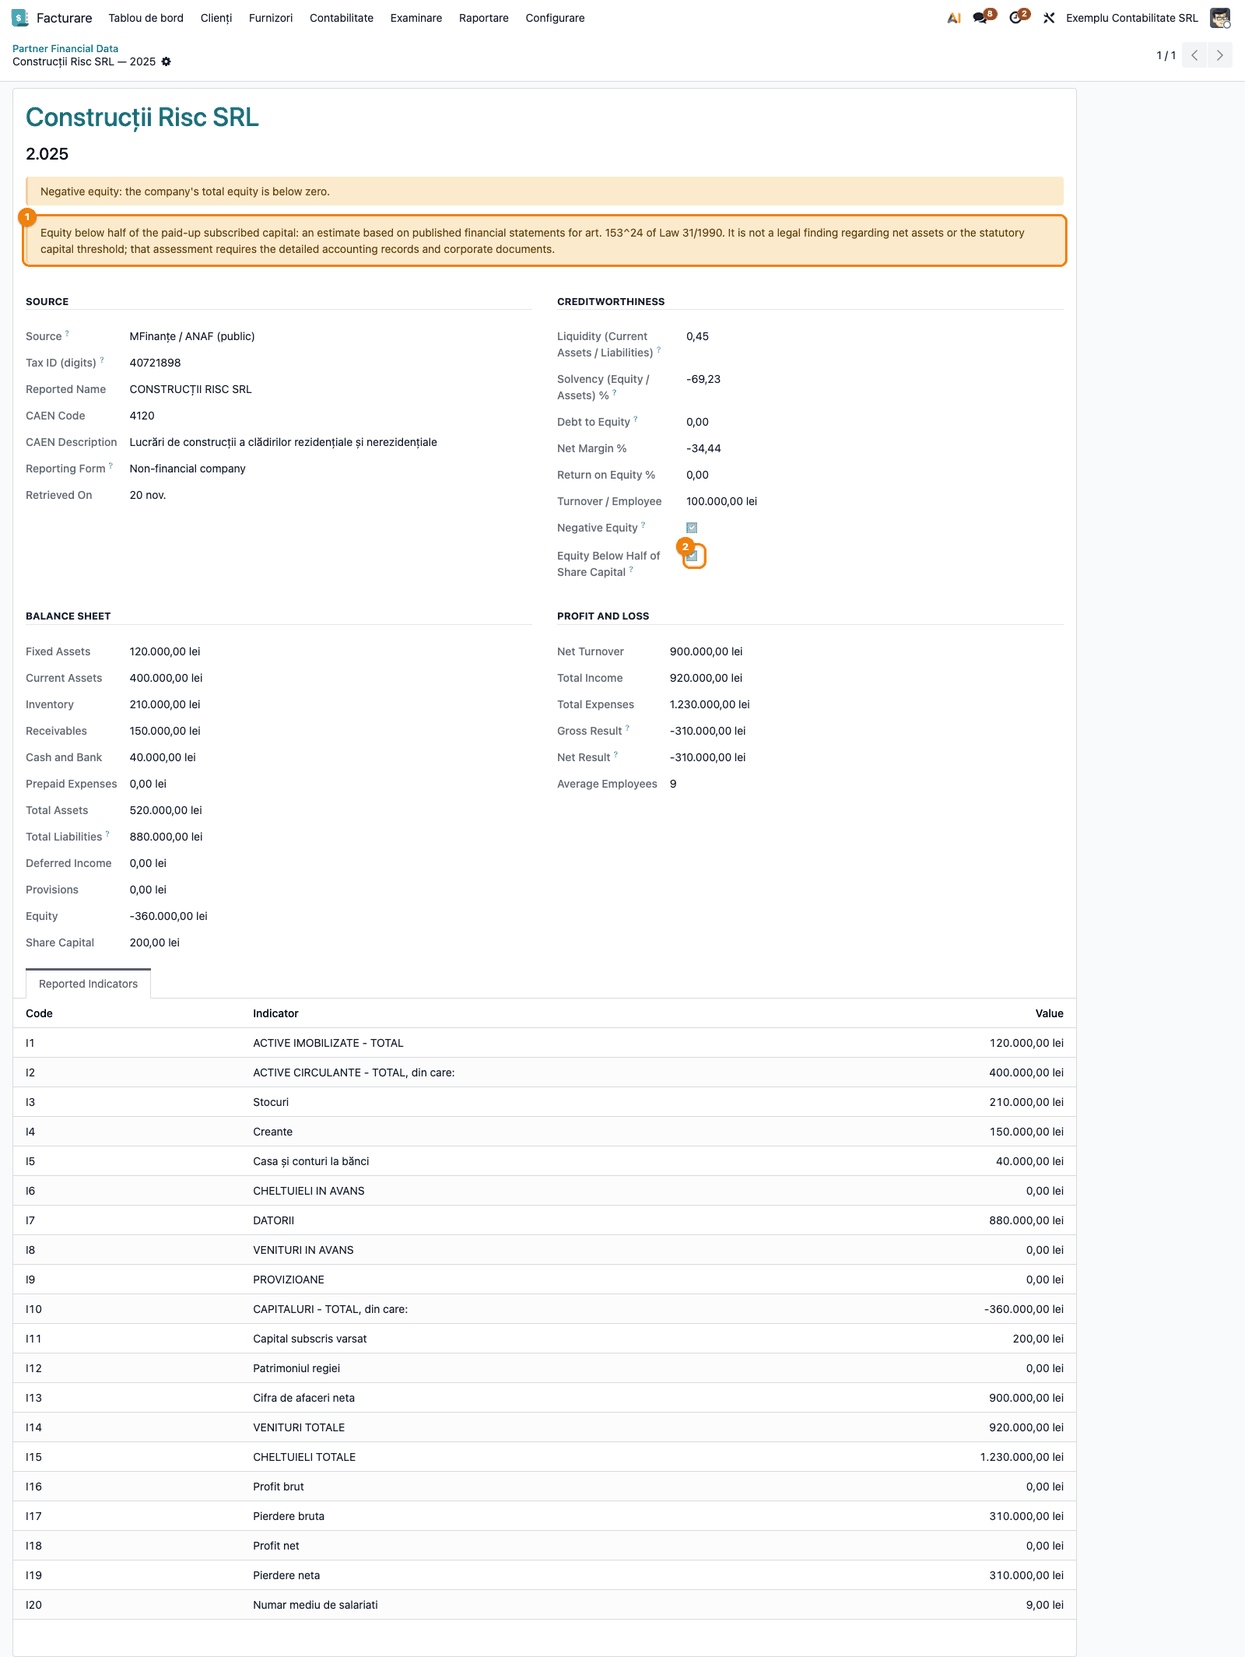 Facturare Tablou de bord Clienți Furnizori Contabilitate Examinare Raportare Configurare AI 8 2 Exemplu Contabilitate SRL
Partner Financial Data
Construcții Risc SRL — 2025
1 / 1
Construcții Risc SRL
2.025
Negative equity: the company's total equity is below zero.
1
Equity below half of the paid-up subscribed capital: an estimate based on published financial statements for art. 153^24 of Law 31/1990. It is not a legal finding regarding net assets or the statutory
capital threshold; that assessment requires the detailed accounting records and corporate documents.
SOURCE
Source ? MFinanțe / ANAF (public)
Tax ID (digits) ? 40721898
Reported Name CONSTRUCȚII RISC SRL
CAEN Code 4120
CAEN Description Lucrări de construcții a clădirilor rezidențiale și nerezidențiale
Reporting Form ? Non-financial company
Retrieved On 20 nov.
CREDITWORTHINESS
Liquidity (Current
Assets / Liabilities) ? 0,45
Solvency (Equity /
Assets) % ? -69,23
Debt to Equity ? 0,00
Net Margin % -34,44
Return on Equity % 0,00
Turnover / Employee 100.000,00 lei
Negative Equity ?
2
Equity Below Half of
Share Capital ?
BALANCE SHEET
Fixed Assets 120.000,00 lei
Current Assets 400.000,00 lei
Inventory 210.000,00 lei
Receivables 150.000,00 lei
Cash and Bank 40.000,00 lei
Prepaid Expenses 0,00 lei
Total Assets 520.000,00 lei
Total Liabilities ? 880.000,00 lei
Deferred Income 0,00 lei
Provisions 0,00 lei
Equity -360.000,00 lei
Share Capital 200,00 lei
PROFIT AND LOSS
Net Turnover 900.000,00 lei
Total Income 920.000,00 lei
Total Expenses 1.230.000,00 lei
Gross Result ? -310.000,00 lei
Net Result ? -310.000,00 lei
Average Employees 9
Reported Indicators
Code Indicator Value
I1 ACTIVE IMOBILIZATE - TOTAL 120.000,00 lei
I2 ACTIVE CIRCULANTE - TOTAL, din care: 400.000,00 lei
I3 Stocuri 210.000,00 lei
I4 Creante 150.000,00 lei
I5 Casa și conturi la bănci 40.000,00 lei
I6 CHELTUIELI IN AVANS 0,00 lei
I7 DATORII 880.000,00 lei
I8 VENITURI IN AVANS 0,00 lei
I9 PROVIZIOANE 0,00 lei
I10 CAPITALURI - TOTAL, din care: -360.000,00 lei
I11 Capital subscris varsat 200,00 lei
I12 Patrimoniul regiei 0,00 lei
I13 Cifra de afaceri neta 900.000,00 lei
I14 VENITURI TOTALE 920.000,00 lei
I15 CHELTUIELI TOTALE 1.230.000,00 lei
I16 Profit brut 0,00 lei
I17 Pierdere bruta 310.000,00 lei
I18 Profit net 0,00 lei
I19 Pierdere neta 310.000,00 lei
I20 Numar mediu de salariati 9,00 lei